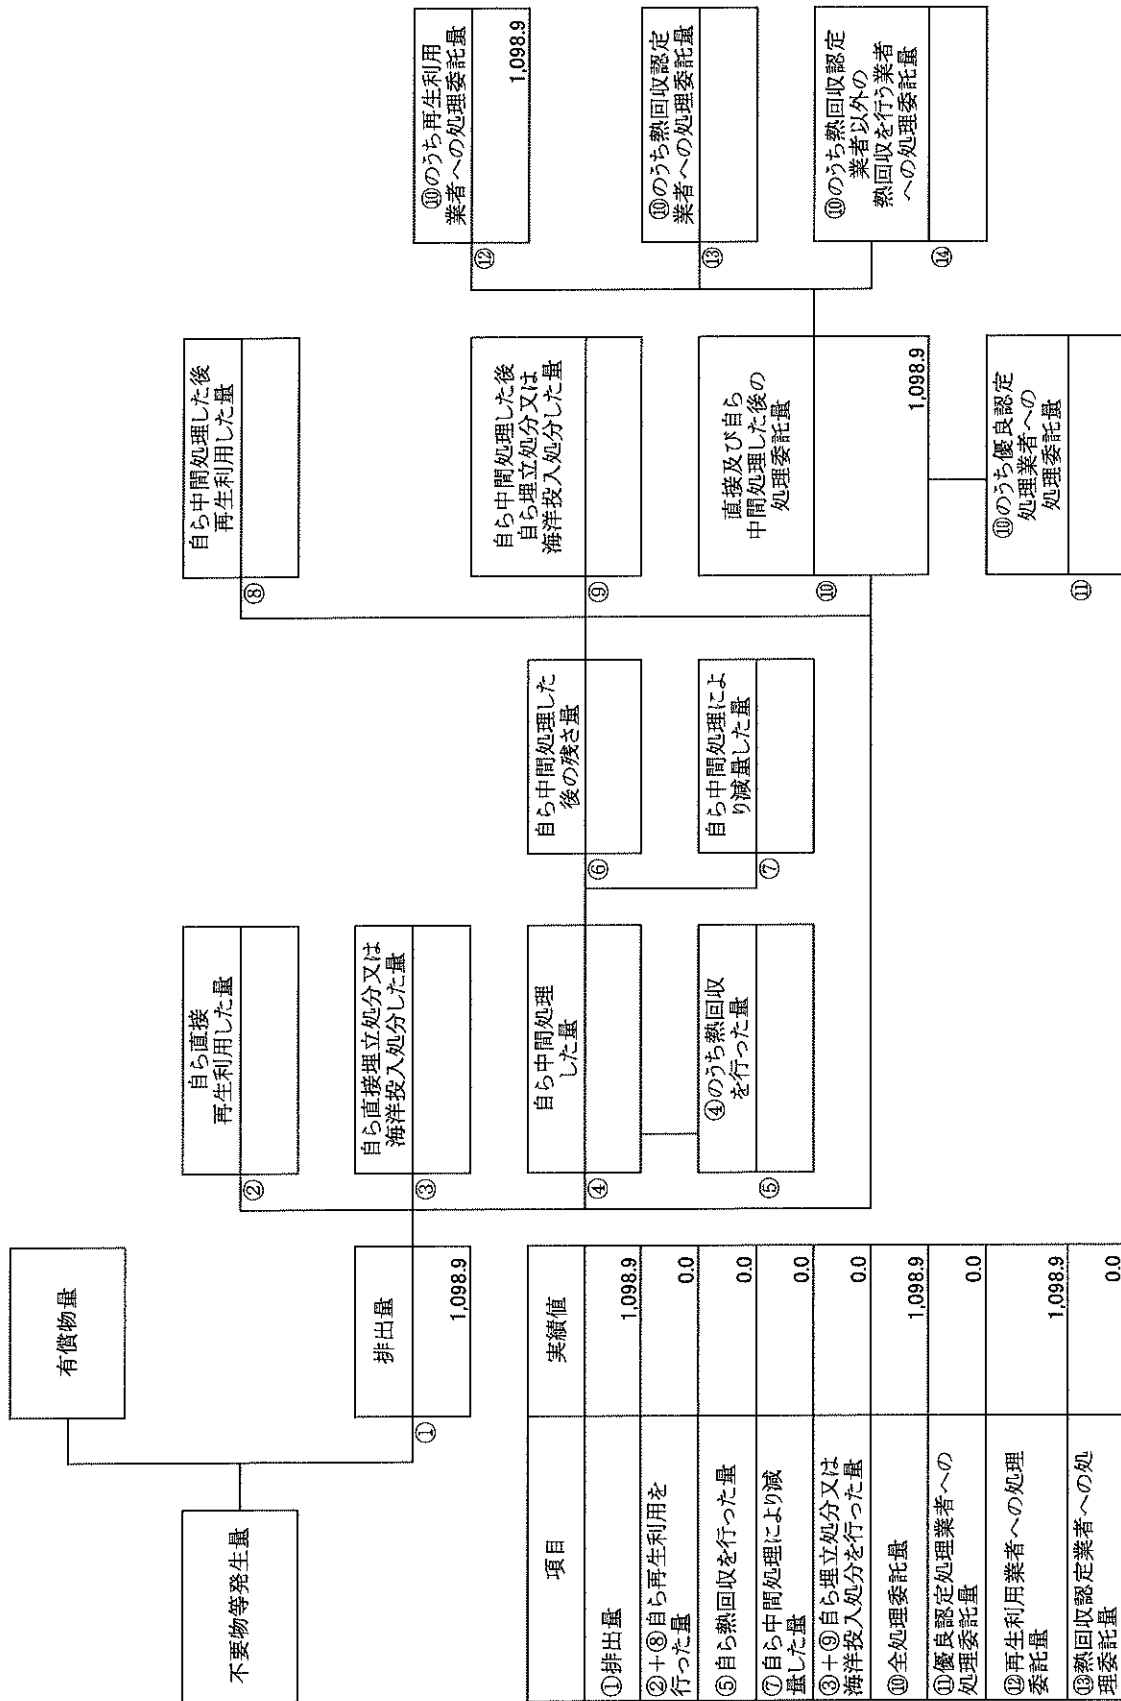 不要物等発生量
有償物量
排出量
①
1,098.9
自ら直接
再生利用した量
②
自ら直接埋立処分又は
海洋投入処分した量
③
自ら中間処理
した量
④
④のうち熱回収
を行った量
⑤
自ら中間処理した
後の残さ量
⑥
自ら中間処理によ
り減量した量
⑦
自ら中間処理した後
再生利用した量
⑧
自ら中間処理した後
自ら埋立処分又は
海洋投入処分した量
⑨
直接及び自ら
中間処理した後の
処理委託量
⑩
1,098.9
⑩のうち優良認定
処理業者への
処理委託量
⑪
⑩のうち再生利用
業者への処理委託量
⑫
1,098.9
⑩のうち熱回収認定
業者への処理委託量
⑬
⑩のうち熱回収認定
業者以外の
熱回収を行う業者
への処理委託量
⑭
項目
実績値
①排出量
1,098.9
②+⑧自ら再生利用を
行った量
0.0
⑤自ら熱回収を行った量
0.0
⑦自ら中間処理により減
量した量
0.0
③+⑨自ら埋立処分又は
海洋投入処分を行った量
0.0
⑩全処理委託量
1,098.9
⑪優良認定処理業者への
処理委託量
0.0
⑫再生利用業者への処理
委託量
1,098.9
⑬熱回収認定業者への処
理委託量
0.0